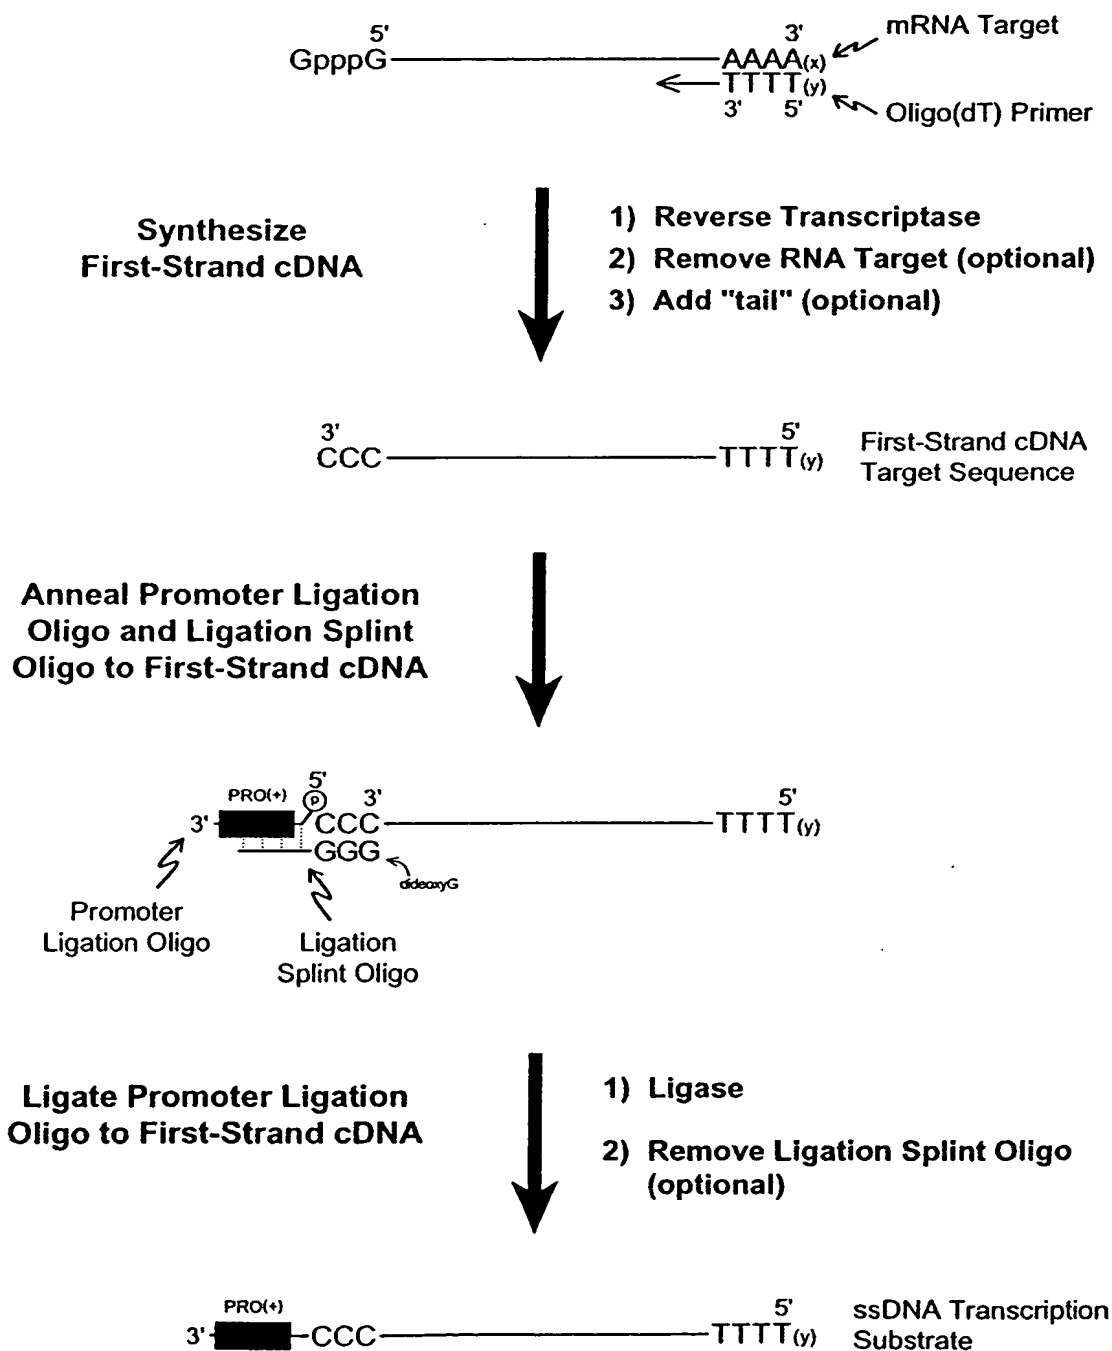 5'
3'
mRNA Target
GpppG
AAAA(x)
TTTT(y)
3'
5'
Oligo(dT) Primer
Synthesize
First-Strand cDNA
1) Reverse Transcriptase
2) Remove RNA Target (optional)
3) Add "tail" (optional)
3'
5'
CCC
TTTT(y)
First-Strand cDNA
Target Sequence
Anneal Promoter Ligation
Oligo and Ligation Splint
Oligo to First-Strand cDNA
PRO(+)
5'
P
3'
5'
3'
CCC
TTTT(y)
GGG
dideoxyG
Promoter
Ligation Oligo
Ligation
Splint Oligo
Ligate Promoter Ligation
Oligo to First-Strand cDNA
1) Ligase
2) Remove Ligation Splint Oligo
(optional)
PRO(+)
5'
3'
CCC
TTTT(y)
ssDNA Transcription
Substrate